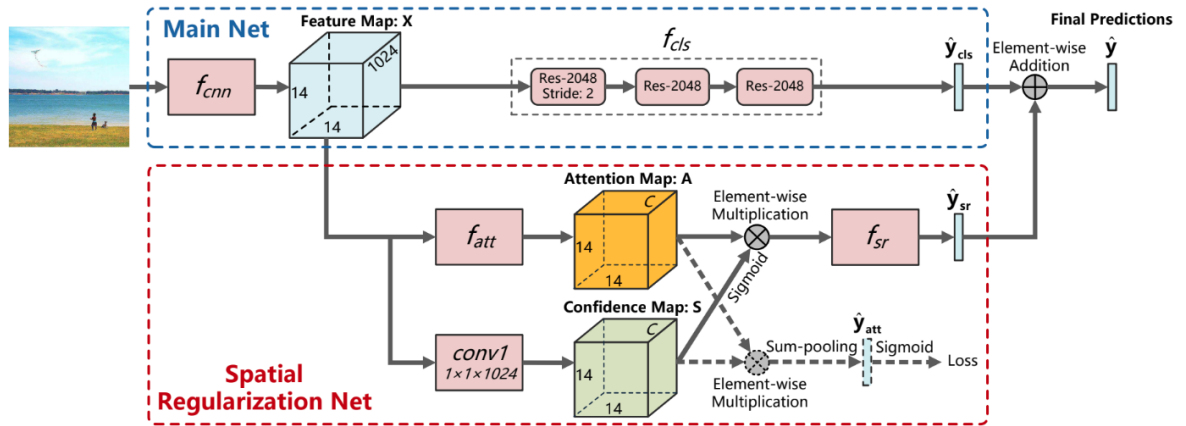 Main Net
Feature Map: X
1024
14
14
f_cnn
f_cls
Res-2048
Stride: 2
Res-2048
Res-2048
ŷ_cls
Element-wise
Addition
Final Predictions
ŷ
Attention Map: A
C
14
14
f_att
Element-wise
Multiplication
Sigmoid
f_sr
ŷ_sr
Confidence Map: S
C
14
14
conv1
1×1×1024
Element-wise
Multiplication
Sum-pooling
ŷ_att
Sigmoid
Loss
Spatial
Regularization Net